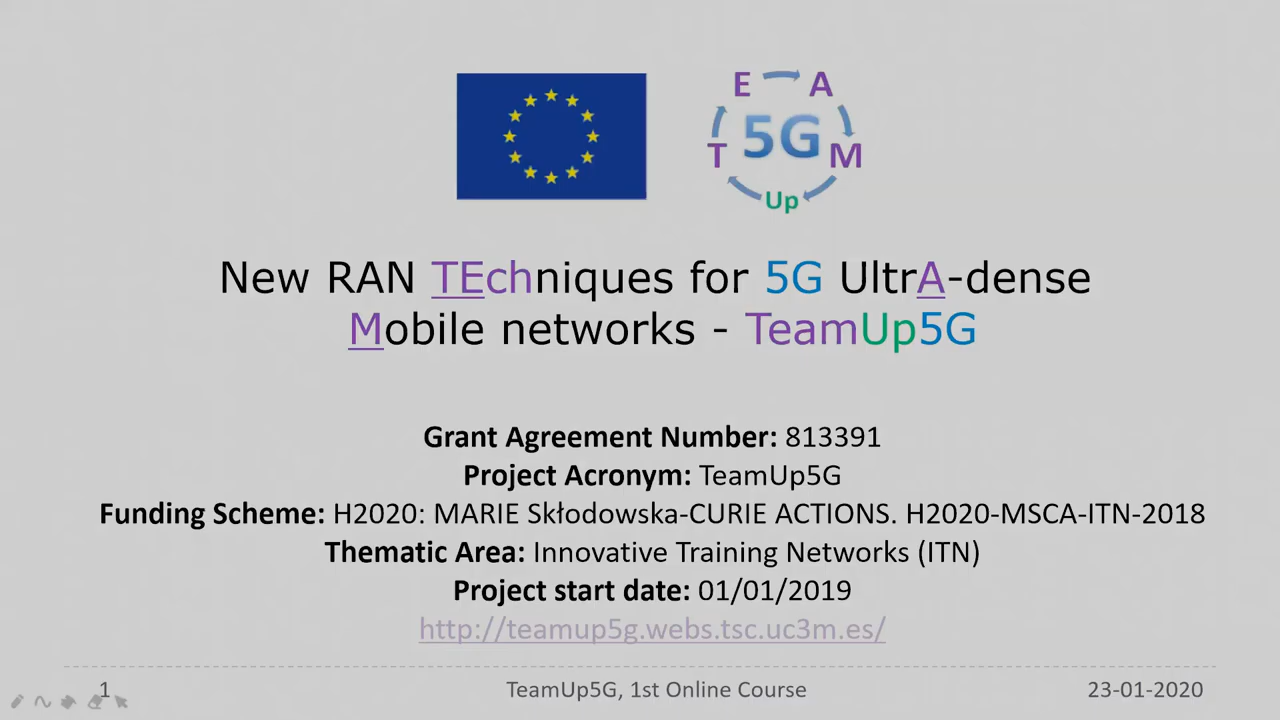 E A
5G
T M
Up
New RAN TEchniques for 5G UltrA-dense
Mobile networks - TeamUp5G
Grant Agreement Number: 813391
Project Acronym: TeamUp5G
Funding Scheme: H2020: MARIE Skłodowska-CURIE ACTIONS. H2020-MSCA-ITN-2018
Thematic Area: Innovative Training Networks (ITN)
Project start date: 01/01/2019
http://teamup5g.webs.tsc.uc3m.es/
1 TeamUp5G, 1st Online Course 23-01-2020